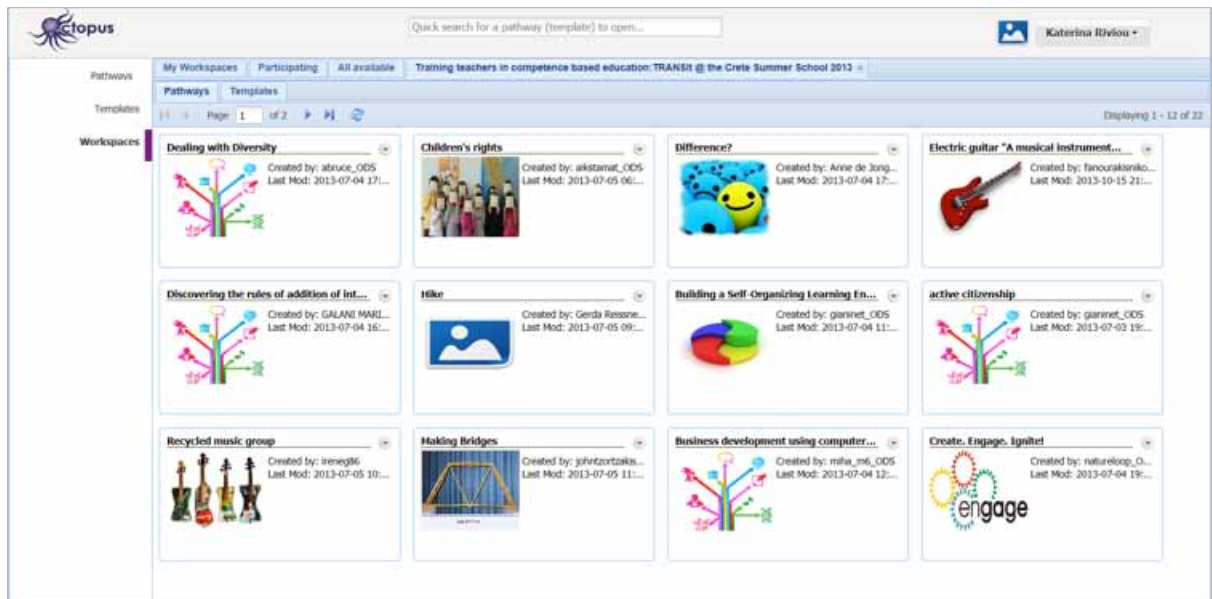 ctopus
Quick search for a pathway (template) to open...
Katerina Riviou
Pathways
Templates
Workspaces
My Workspaces Participating All available Training teachers in competence based education: TRANSIt @ the Crete Summer School 2013
Pathways Templates
Page 1 of 2
Displaying 1 - 12 of 22
Dealing with Diversity
Created by: abruce_ODS
Last Mod: 2013-07-04 17:...
Children's rights
Created by: aikstamat_ODS
Last Mod: 2013-07-05 06:...
Difference?
Created by: Anne de Jong...
Last Mod: 2013-07-04 17:...
Electric guitar "A musical instrument...
Created by: fanourakisniko...
Last Mod: 2013-10-15 21:...
Discovering the rules of addition of int...
Created by: GALANI MARI...
Last Mod: 2013-07-04 16:...
Hike
Created by: Gerda Reissne...
Last Mod: 2013-07-05 09:...
Building a Self-Organizing Learning En...
Created by: gianinet_ODS
Last Mod: 2013-07-04 11:...
active citizenship
Created by: gianinet_ODS
Last Mod: 2013-07-03 19:...
Recycled music group
Created by: ireneg86
Last Mod: 2013-07-05 10:...
Making Bridges
Created by: johntzortzakis...
Last Mod: 2013-07-05 11:...
Business development using computer...
Created by: miha_m6_ODS
Last Mod: 2013-07-04 12:...
Create. Engage. Ignite!
Created by: natureloop_O...
Last Mod: 2013-07-04 19:...
engage